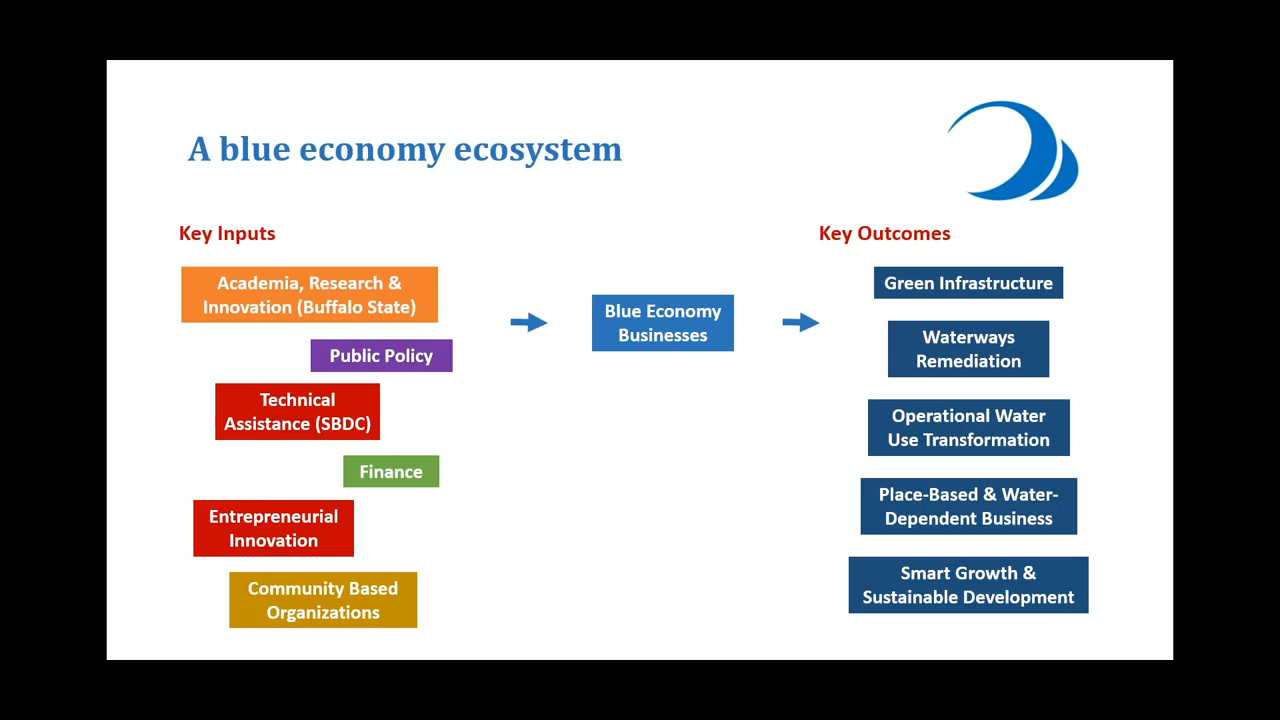 A blue economy ecosystem
Key Inputs
Academia, Research &
Innovation (Buffalo State)
Public Policy
Technical
Assistance (SBDC)
Finance
Entrepreneurial
Innovation
Community Based
Organizations
Blue Economy
Businesses
Key Outcomes
Green Infrastructure
Waterways
Remediation
Operational Water
Use Transformation
Place-Based & Water-
Dependent Business
Smart Growth &
Sustainable Development